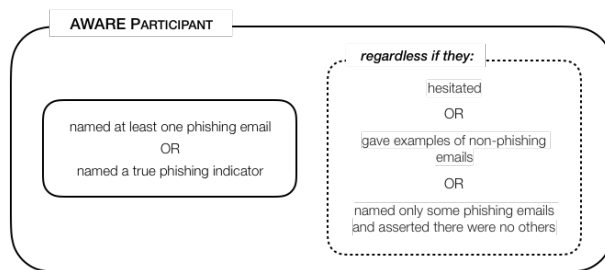 AWARE PARTICIPANT
named at least one phishing email
OR
named a true phishing indicator
regardless if they:
hesitated
OR
gave examples of non-phishing
emails
OR
named only some phishing emails
and asserted there were no others